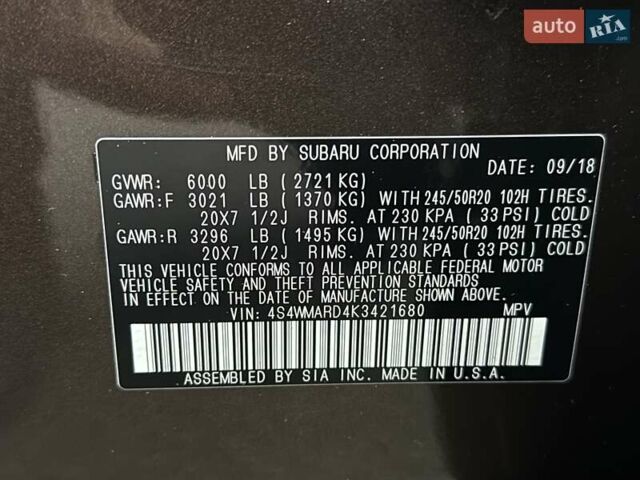 auto RIA.com
MFD BY SUBARU CORPORATION
DATE: 09/18
GVWR: 6000 LB (2721 KG)
GAWR:F 3021 LB (1370 KG) WITH 245/50R20 102H TIRES.
20X7 1/2J RIMS. AT 230 KPA (33 PSI) COLD
GAWR:R 3296 LB (1495 KG) WITH 245/50R20 102H TIRES.
20X7 1/2J RIMS. AT 230 KPA (33 PSI) COLD
THIS VEHICLE CONFORMS TO ALL APPLICABLE FEDERAL MOTOR
VEHICLE SAFETY AND THEFT PREVENTION STANDARDS IN EFFECT
ON THE DATE OF MANUFACTURE SHOWN ABOVE.
VIN: 4S4WMARD4K3421680 MPV
ASSEMBLED BY SIA INC. MADE IN U.S.A.